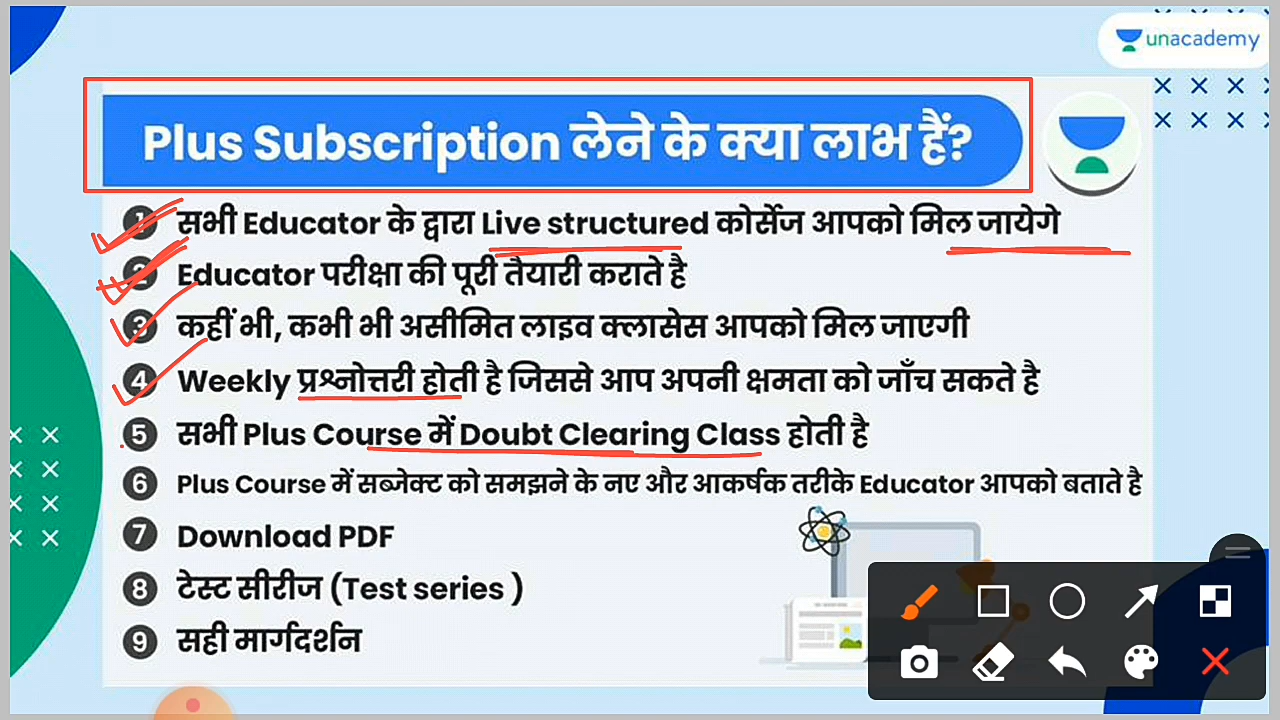 unacademy
Plus Subscription लेने के क्या लाभ हैं?
1 सभी Educator के द्वारा Live structured कोर्सेज आपको मिल जायेगे
2 Educator परीक्षा की पूरी तैयारी कराते है
3 कहीं भी, कभी भी असीमित लाइव क्लासेस आपको मिल जाएगी
4 Weekly प्रश्नोत्तरी होती है जिससे आप अपनी क्षमता को जाँच सकते है
5 सभी Plus Course में Doubt Clearing Class होती है
6 Plus Course में सब्जेक्ट को समझने के नए और आकर्षक तरीके Educator आपको बताते है
7 Download PDF
8 टेस्ट सीरीज (Test series )
9 सही मार्गदर्शन